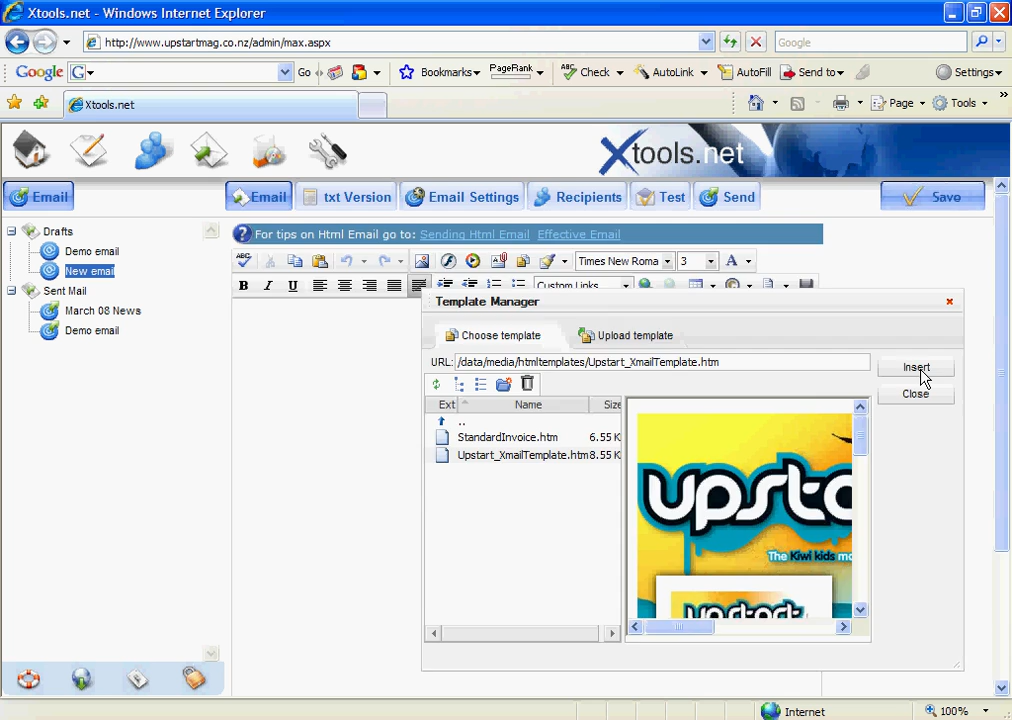 Xtools.net - Windows Internet Explorer
http://www.upstartmag.co.nz/admin/max.aspx
Google
Google G Go Bookmarks PageRank Check AutoLink AutoFill Send to Settings
Xtools.net Page Tools »
Xtools.net
Email Email txt Version Email Settings Recipients Test Send Save
Drafts
Demo email
New email
Sent Mail
March 08 News
Demo email
? For tips on Html Email go to: Sending Html Email Effective Email
ABC Times New Roma 3 A
B I U Custom Links
Template Manager
Choose template Upload template
URL: /data/media/htmltemplates/Upstart_XmailTemplate.htm
Insert
Close
Ext Name Size
..
StandardInvoice.htm 6.55 K
Upstart_XmailTemplate.htm 8.55 K
upsta
The Kiwi kids m
upstart
Internet 100%